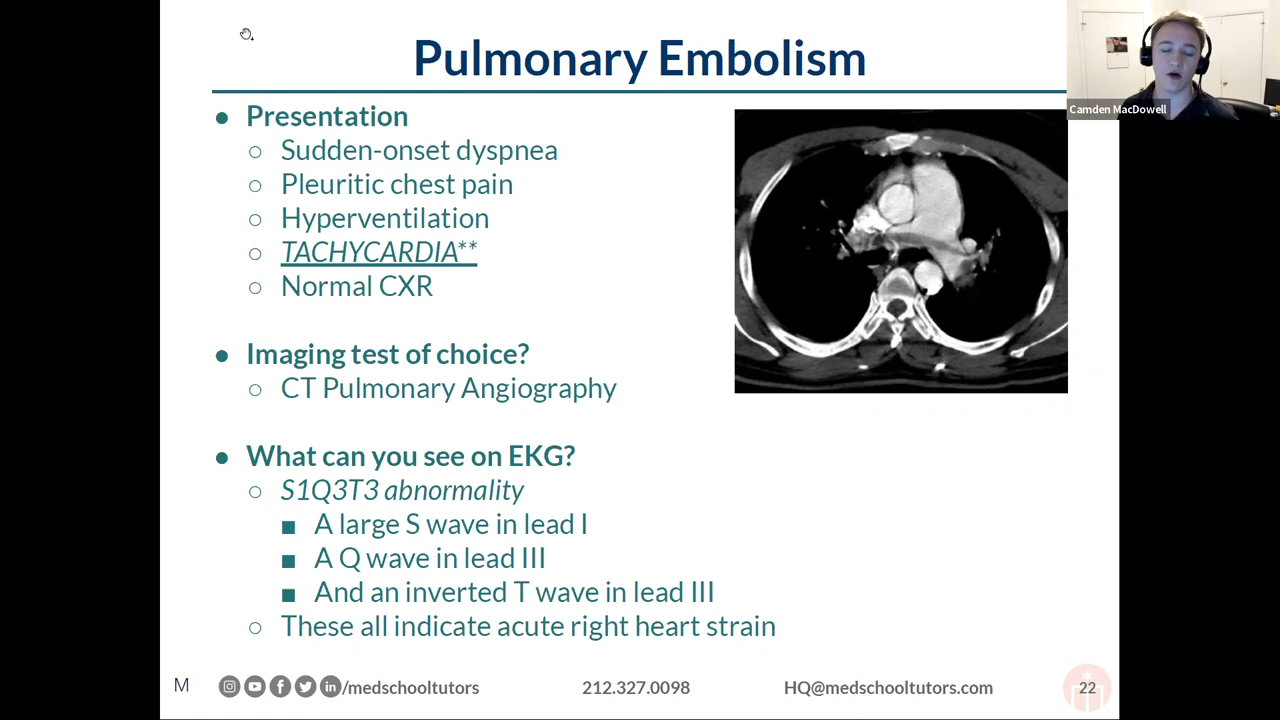 Pulmonary Embolism
Camden MacDowell
● Presentation
○ Sudden-onset dyspnea
○ Pleuritic chest pain
○ Hyperventilation
○ TACHYCARDIA**
○ Normal CXR
● Imaging test of choice?
○ CT Pulmonary Angiography
● What can you see on EKG?
○ S1Q3T3 abnormality
■ A large S wave in lead I
■ A Q wave in lead III
■ And an inverted T wave in lead III
○ These all indicate acute right heart strain
M /medschooltutors 212.327.0098 HQ@medschooltutors.com 22